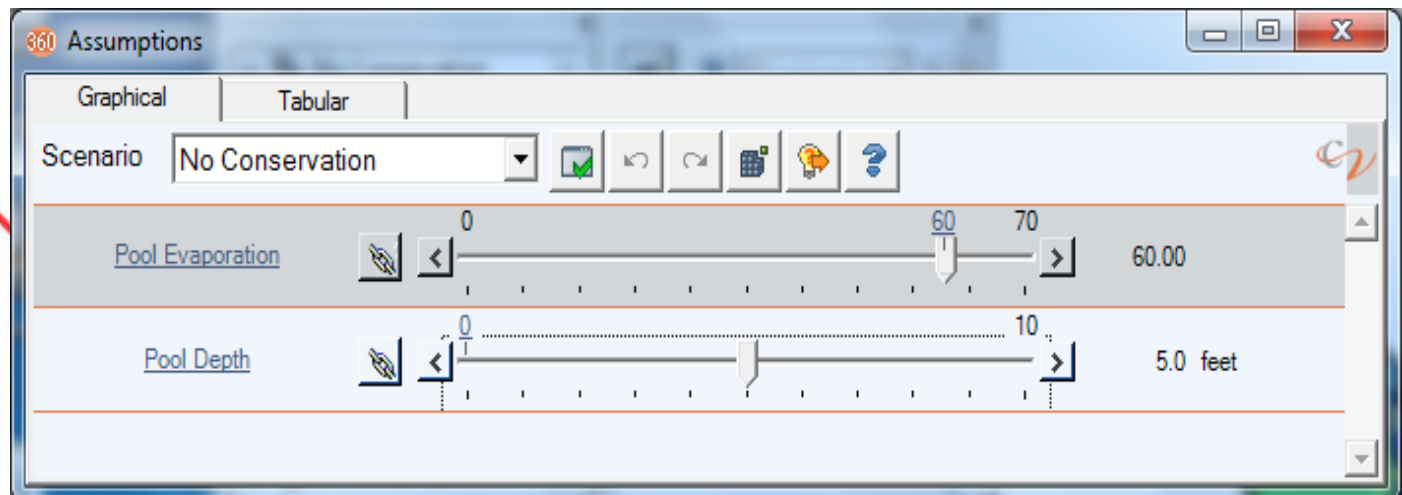 360 Assumptions
Graphical Tabular
Scenario No Conservation
CV
0 60 70
Pool Evaporation 60.00
0 10
Pool Depth 5.0 feet